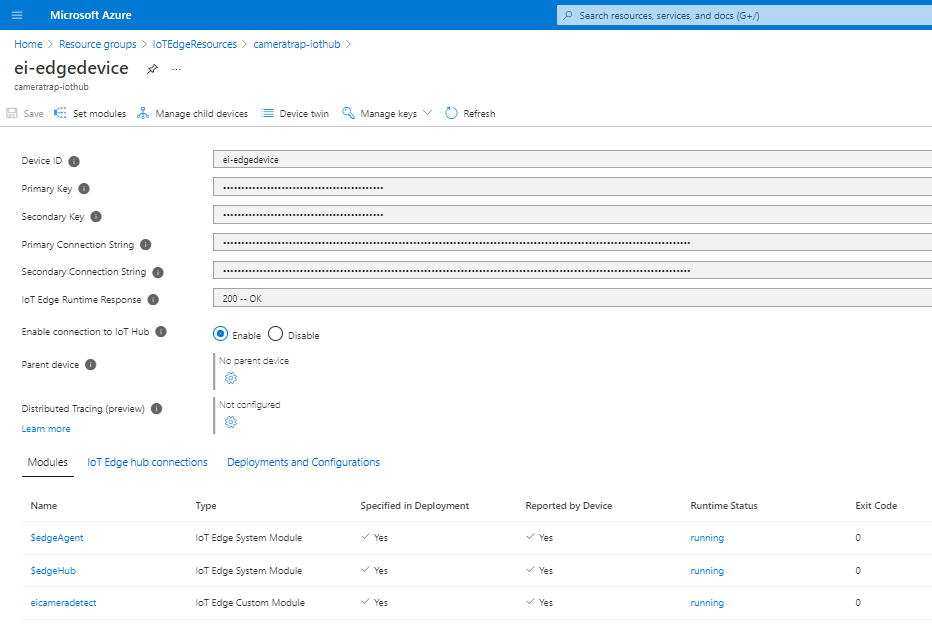 Microsoft Azure
Search resources, services, and docs (G+/)
Home > Resource groups > IoTEdgeResources > cameratrap-iothub >
ei-edgedevice ...
cameratrap-iothub
Save Set modules Manage child devices Device twin Manage keys Refresh
Device ID ei-edgedevice
Primary Key
Secondary Key
Primary Connection String
Secondary Connection String
IoT Edge Runtime Response 200 -- OK
Enable connection to IoT Hub Enable Disable
Parent device No parent device
Distributed Tracing (preview) Not configured
Learn more
Modules IoT Edge hub connections Deployments and Configurations
Name Type Specified in Deployment Reported by Device Runtime Status Exit Code
$edgeAgent IoT Edge System Module Yes Yes running 0
$edgeHub IoT Edge System Module Yes Yes running 0
eicameradetect IoT Edge Custom Module Yes Yes running 0